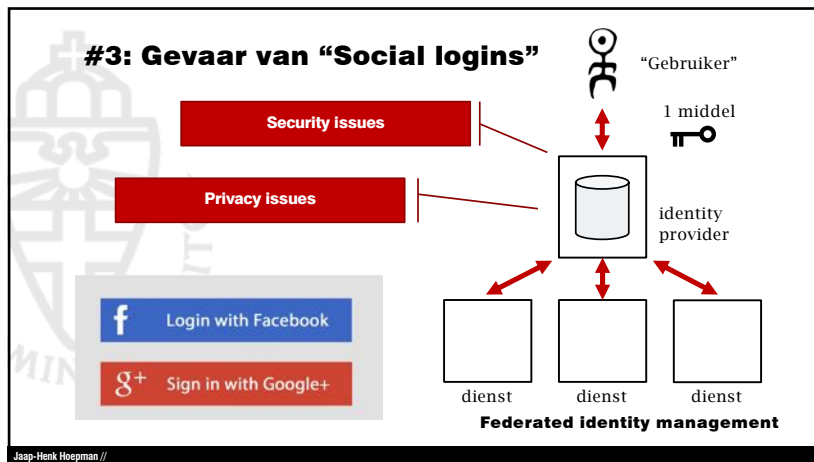 #3: Gevaar van “Social logins”
“Gebruiker”
1 middel
Security issues
Privacy issues
identity
provider
f Login with Facebook
g+ Sign in with Google+
dienst
dienst
dienst
Federated identity management
Jaap-Henk Hoepman //